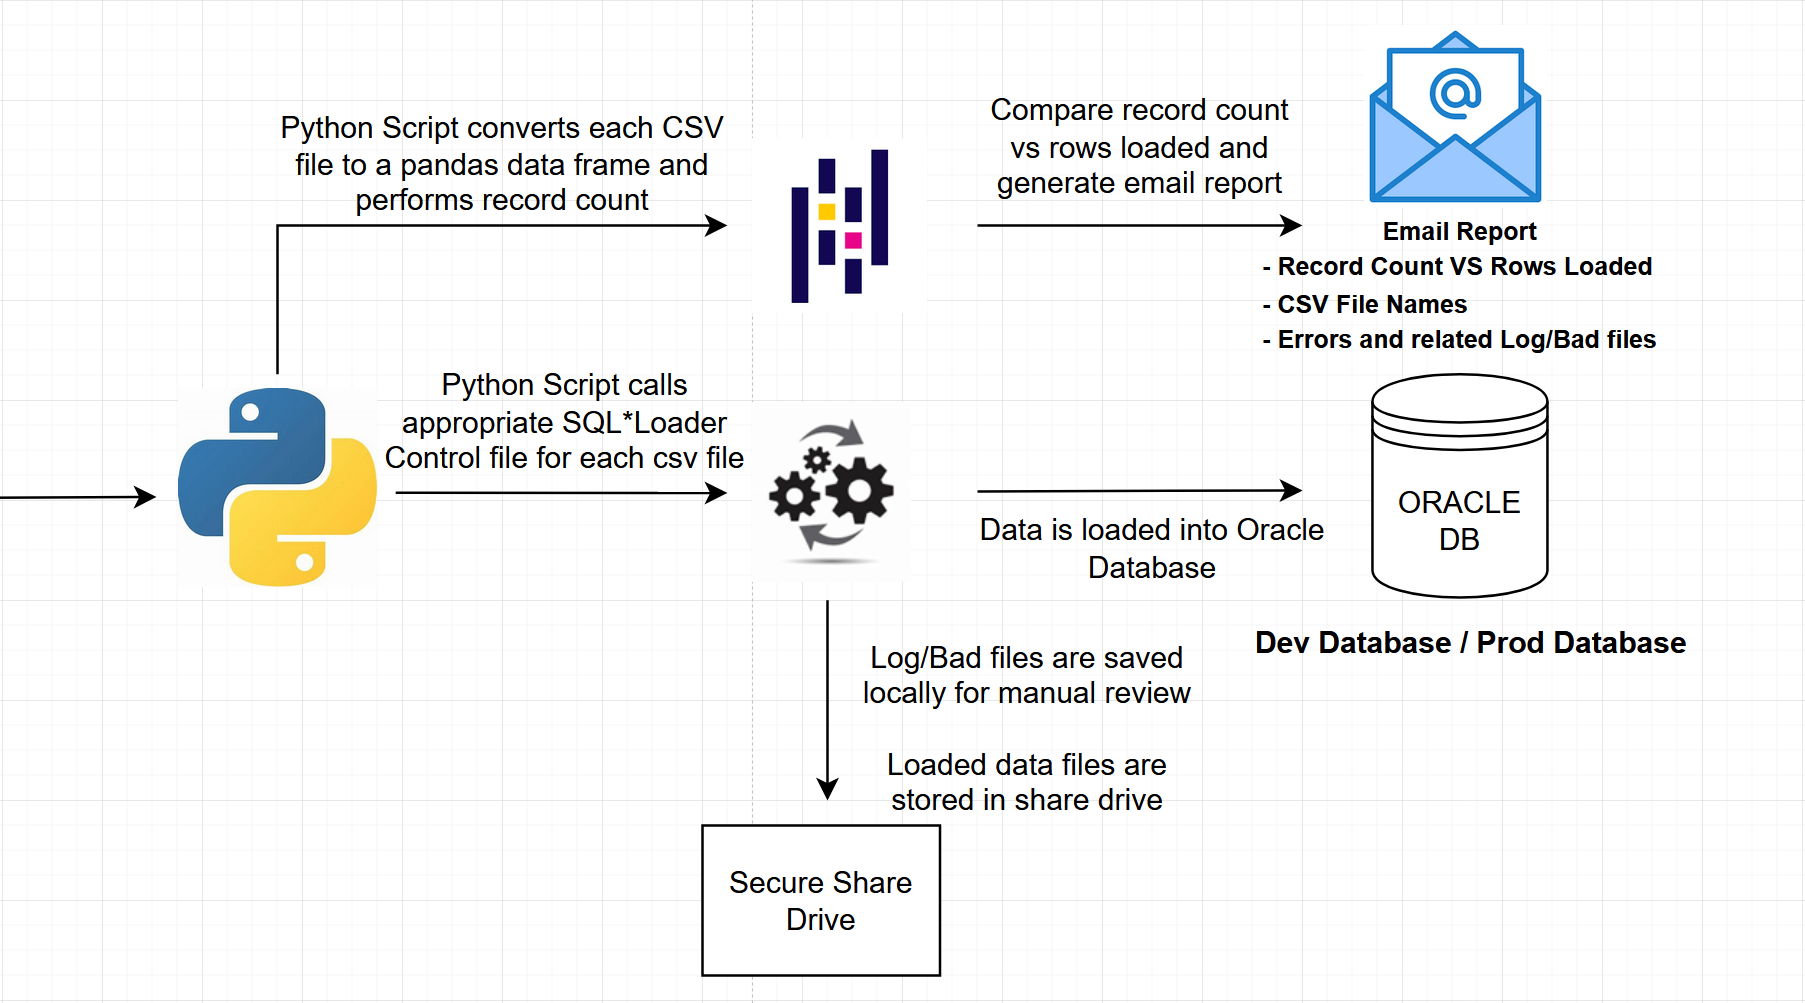 Python Script converts each CSV
file to a pandas data frame and
performs record count
Compare record count
vs rows loaded and
generate email report
Email Report
- Record Count VS Rows Loaded
- CSV File Names
- Errors and related Log/Bad files
Python Script calls
appropriate SQL*Loader
Control file for each csv file
Data is loaded into Oracle
Database
ORACLE
DB
Dev Database / Prod Database
Log/Bad files are saved
locally for manual review
Loaded data files are
stored in share drive
Secure Share
Drive